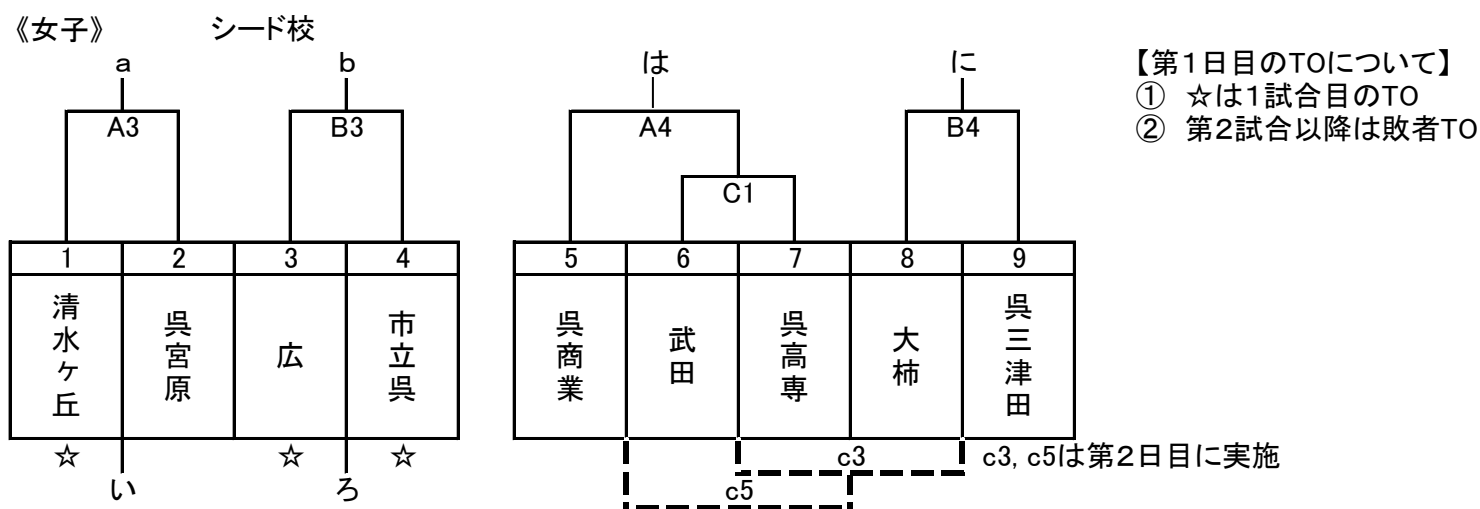 《女子》 シード校
a b は に
【第1日目のTOについて】
① ☆は1試合目のTO
② 第2試合以降は敗者TO
A3 B3 A4 B4
C1
1 2 3 4 5 6 7 8 9
清水ヶ丘
呉宮原
広
市立呉
呉商業
武田
呉高専
大柿
呉三津田
☆ ☆ ☆
い ろ
c3 c3, c5は第2日目に実施
c5